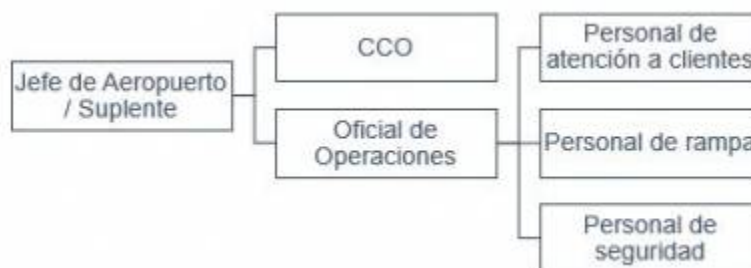 Jefe de Aeropuerto
/ Suplente
CCO
Oficial de
Operaciones
Personal de
atención a clientes
Personal de rampa
Personal de
seguridad